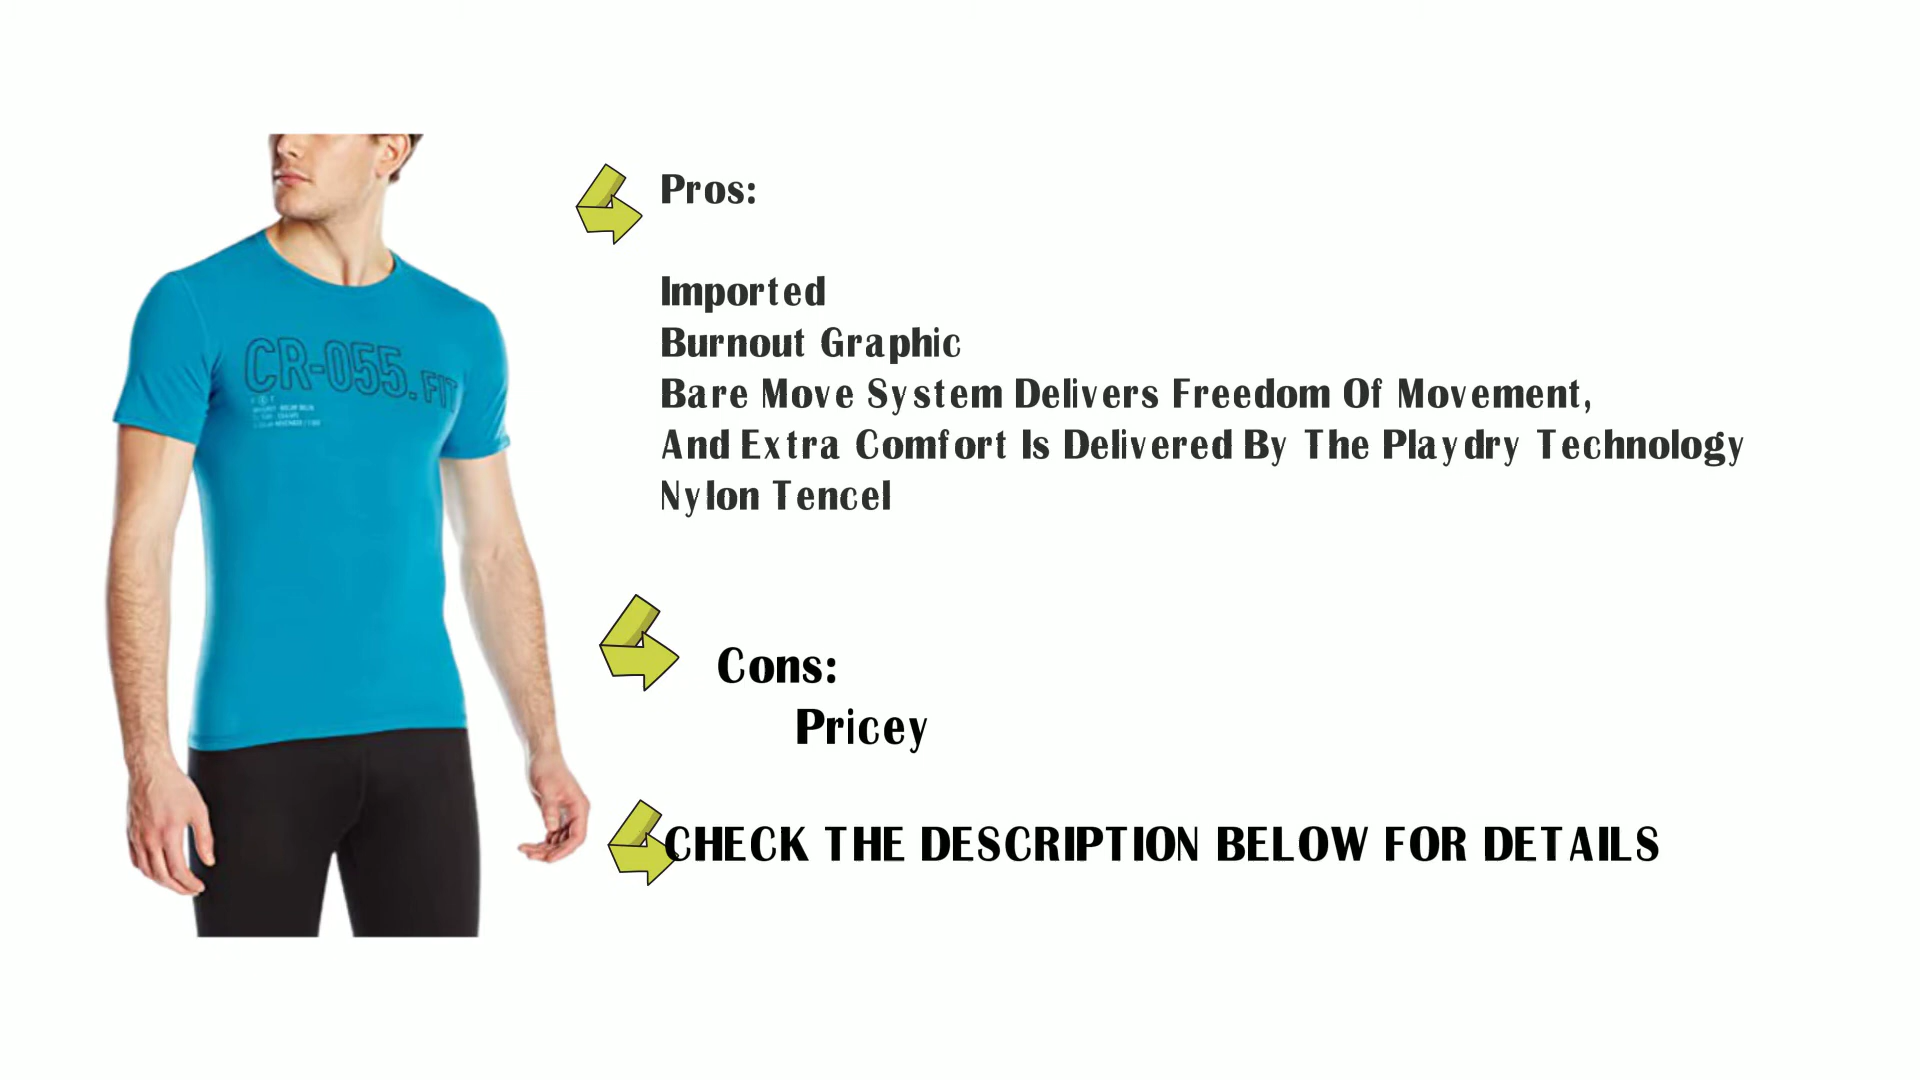 CR-055. FIT
Pros:
Imported
Burnout Graphic
Bare Move System Delivers Freedom Of Movement,
And Extra Comfort Is Delivered By The Playdry Technology
Nylon Tencel
Cons:
Pricey
CHECK THE DESCRIPTION BELOW FOR DETAILS